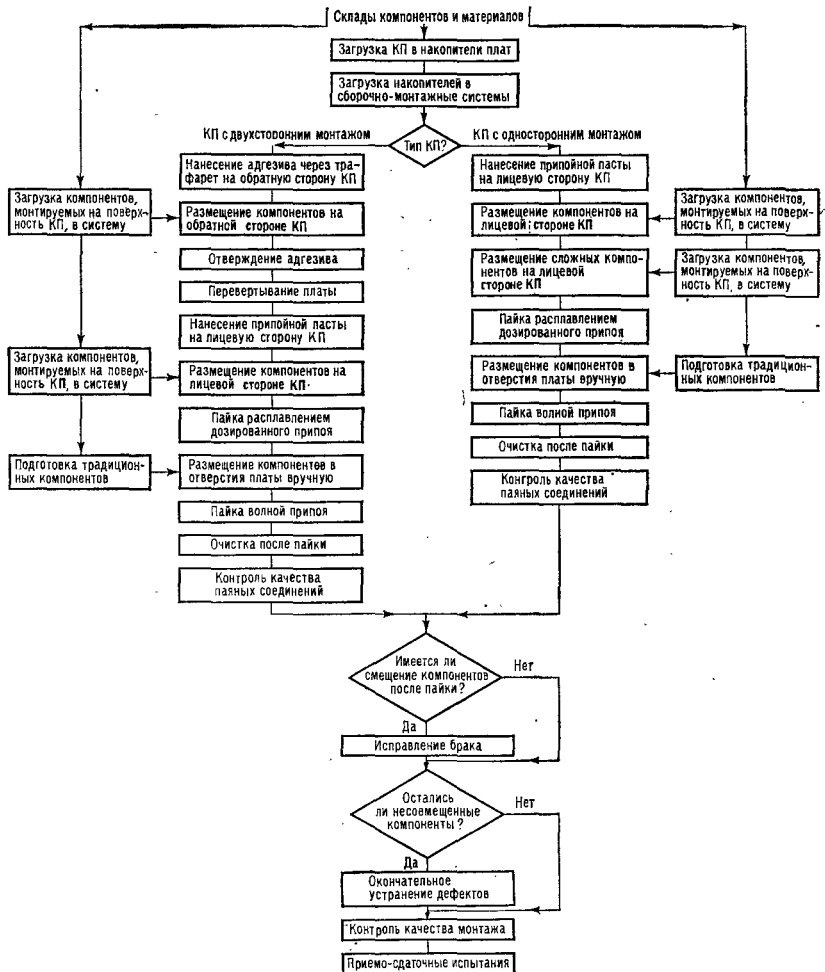 Склады компонентов и материалов
Загрузка КП в накопители плат
Загрузка накопителей в
сборочно-монтажные системы
Тип КП?
КП с двухсторонним монтажом
Нанесение адгезива через тра-
фарет на обратную сторону КП
Загрузка компонентов,
монтируемых на поверх-
ность КП, в систему
Размещение компонентов на
обратной стороне КП
Отверждение адгезива
Перевертывание платы
Нанесение припойной пасты
на лицевую сторону КП
Загрузка компонентов,
монтируемых на поверх-
ность КП, в систему
Размещение компонентов на
лицевой стороне КП
Пайка расплавлением
дозированного припоя
Подготовка традицион-
ных компонентов
Размещение компонентов в
отверстия платы вручную
Пайка волной припоя
Очистка после пайки
Контроль качества
паяных соединений
КП с односторонним монтажом
Нанесение припойной пасты
на лицевую сторону КП
Размещение компонентов на
лицевой стороне КП
Загрузка компонентов,
монтируемых на поверх-
ность КП, в систему
Размещение сложных компо-
нентов на лицевой
стороне КП
Загрузка компонентов,
монтируемых на поверх-
ность КП, в систему
Пайка расплавлением
дозированного припоя
Размещение компонентов в
отверстия платы вручную
Подготовка традицион-
ных компонентов
Пайка волной припоя
Очистка после пайки
Контроль качества
паяных соединений
Имеется ли
смещение компонентов
после пайки?
Нет
Да
Исправление брака
Остались
ли несовмещенные
компоненты?
Нет
Да
Окончательное
устранение дефектов
Контроль качества монтажа
Приемо-сдаточные испытания